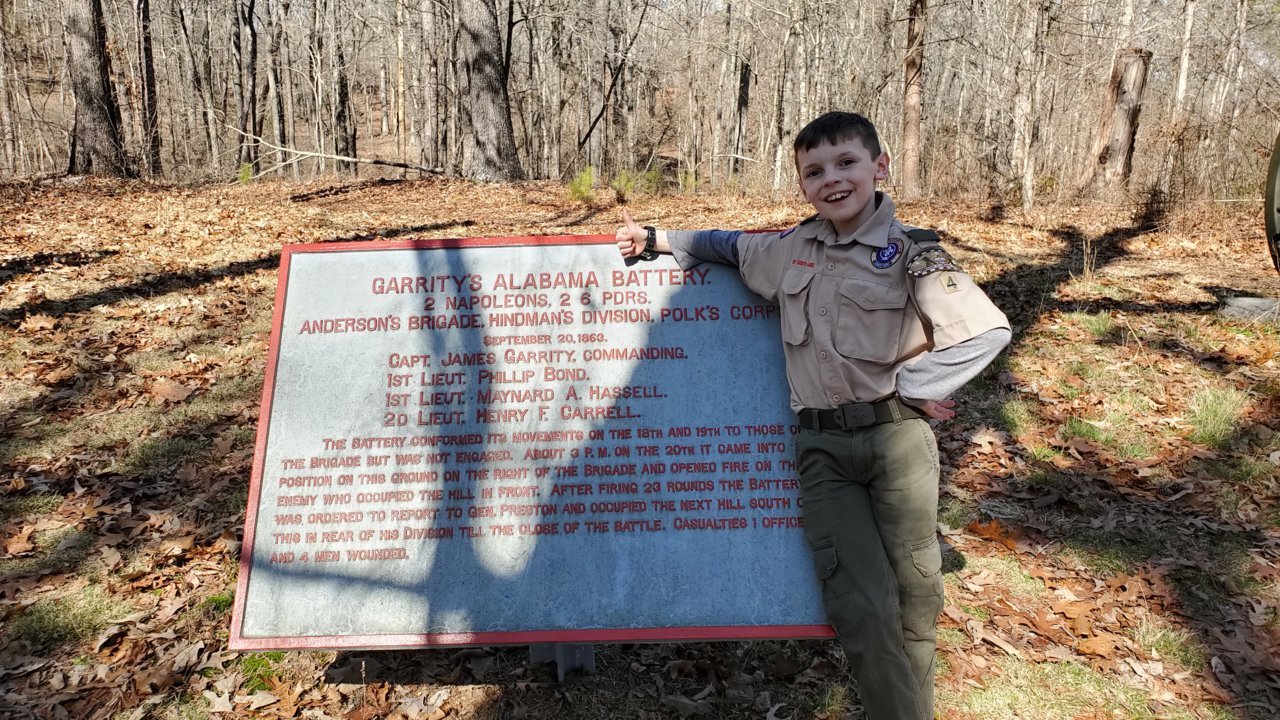 GARRITY'S ALABAMA BATTERY.
2 NAPOLEONS, 2 6 PDRS.
ANDERSON'S BRIGADE, HINDMAN'S DIVISION, POLK'S CORPS
SEPTEMBER 20, 1863.
CAPT. JAMES GARRITY, COMMANDING.
1ST LIEUT. PHILLIP BOND.
1ST LIEUT. MAYNARD A. HASSELL.
2D LIEUT. HENRY F. CARRELL.
THE BATTERY CONFORMED ITS MOVEMENTS ON THE 18TH AND 19TH TO THOSE OF
THE BRIGADE BUT WAS NOT ENGAGED. ABOUT 3 P.M. ON THE 20TH IT CAME INTO
POSITION ON THIS GROUND ON THE RIGHT OF THE BRIGADE AND OPENED FIRE ON THE
ENEMY WHO OCCUPIED THE HILL IN FRONT. AFTER FIRING 23 ROUNDS THE BATTERY
WAS ORDERED TO REPORT TO GEN. PRESTON AND OCCUPIED THE NEXT HILL SOUTH
THIS IN REAR OF HIS DIVISION TILL THE CLOSE OF THE BATTLE. CASUALTIES 1 OFFICE
AND 4 MEN WOUNDED.
4